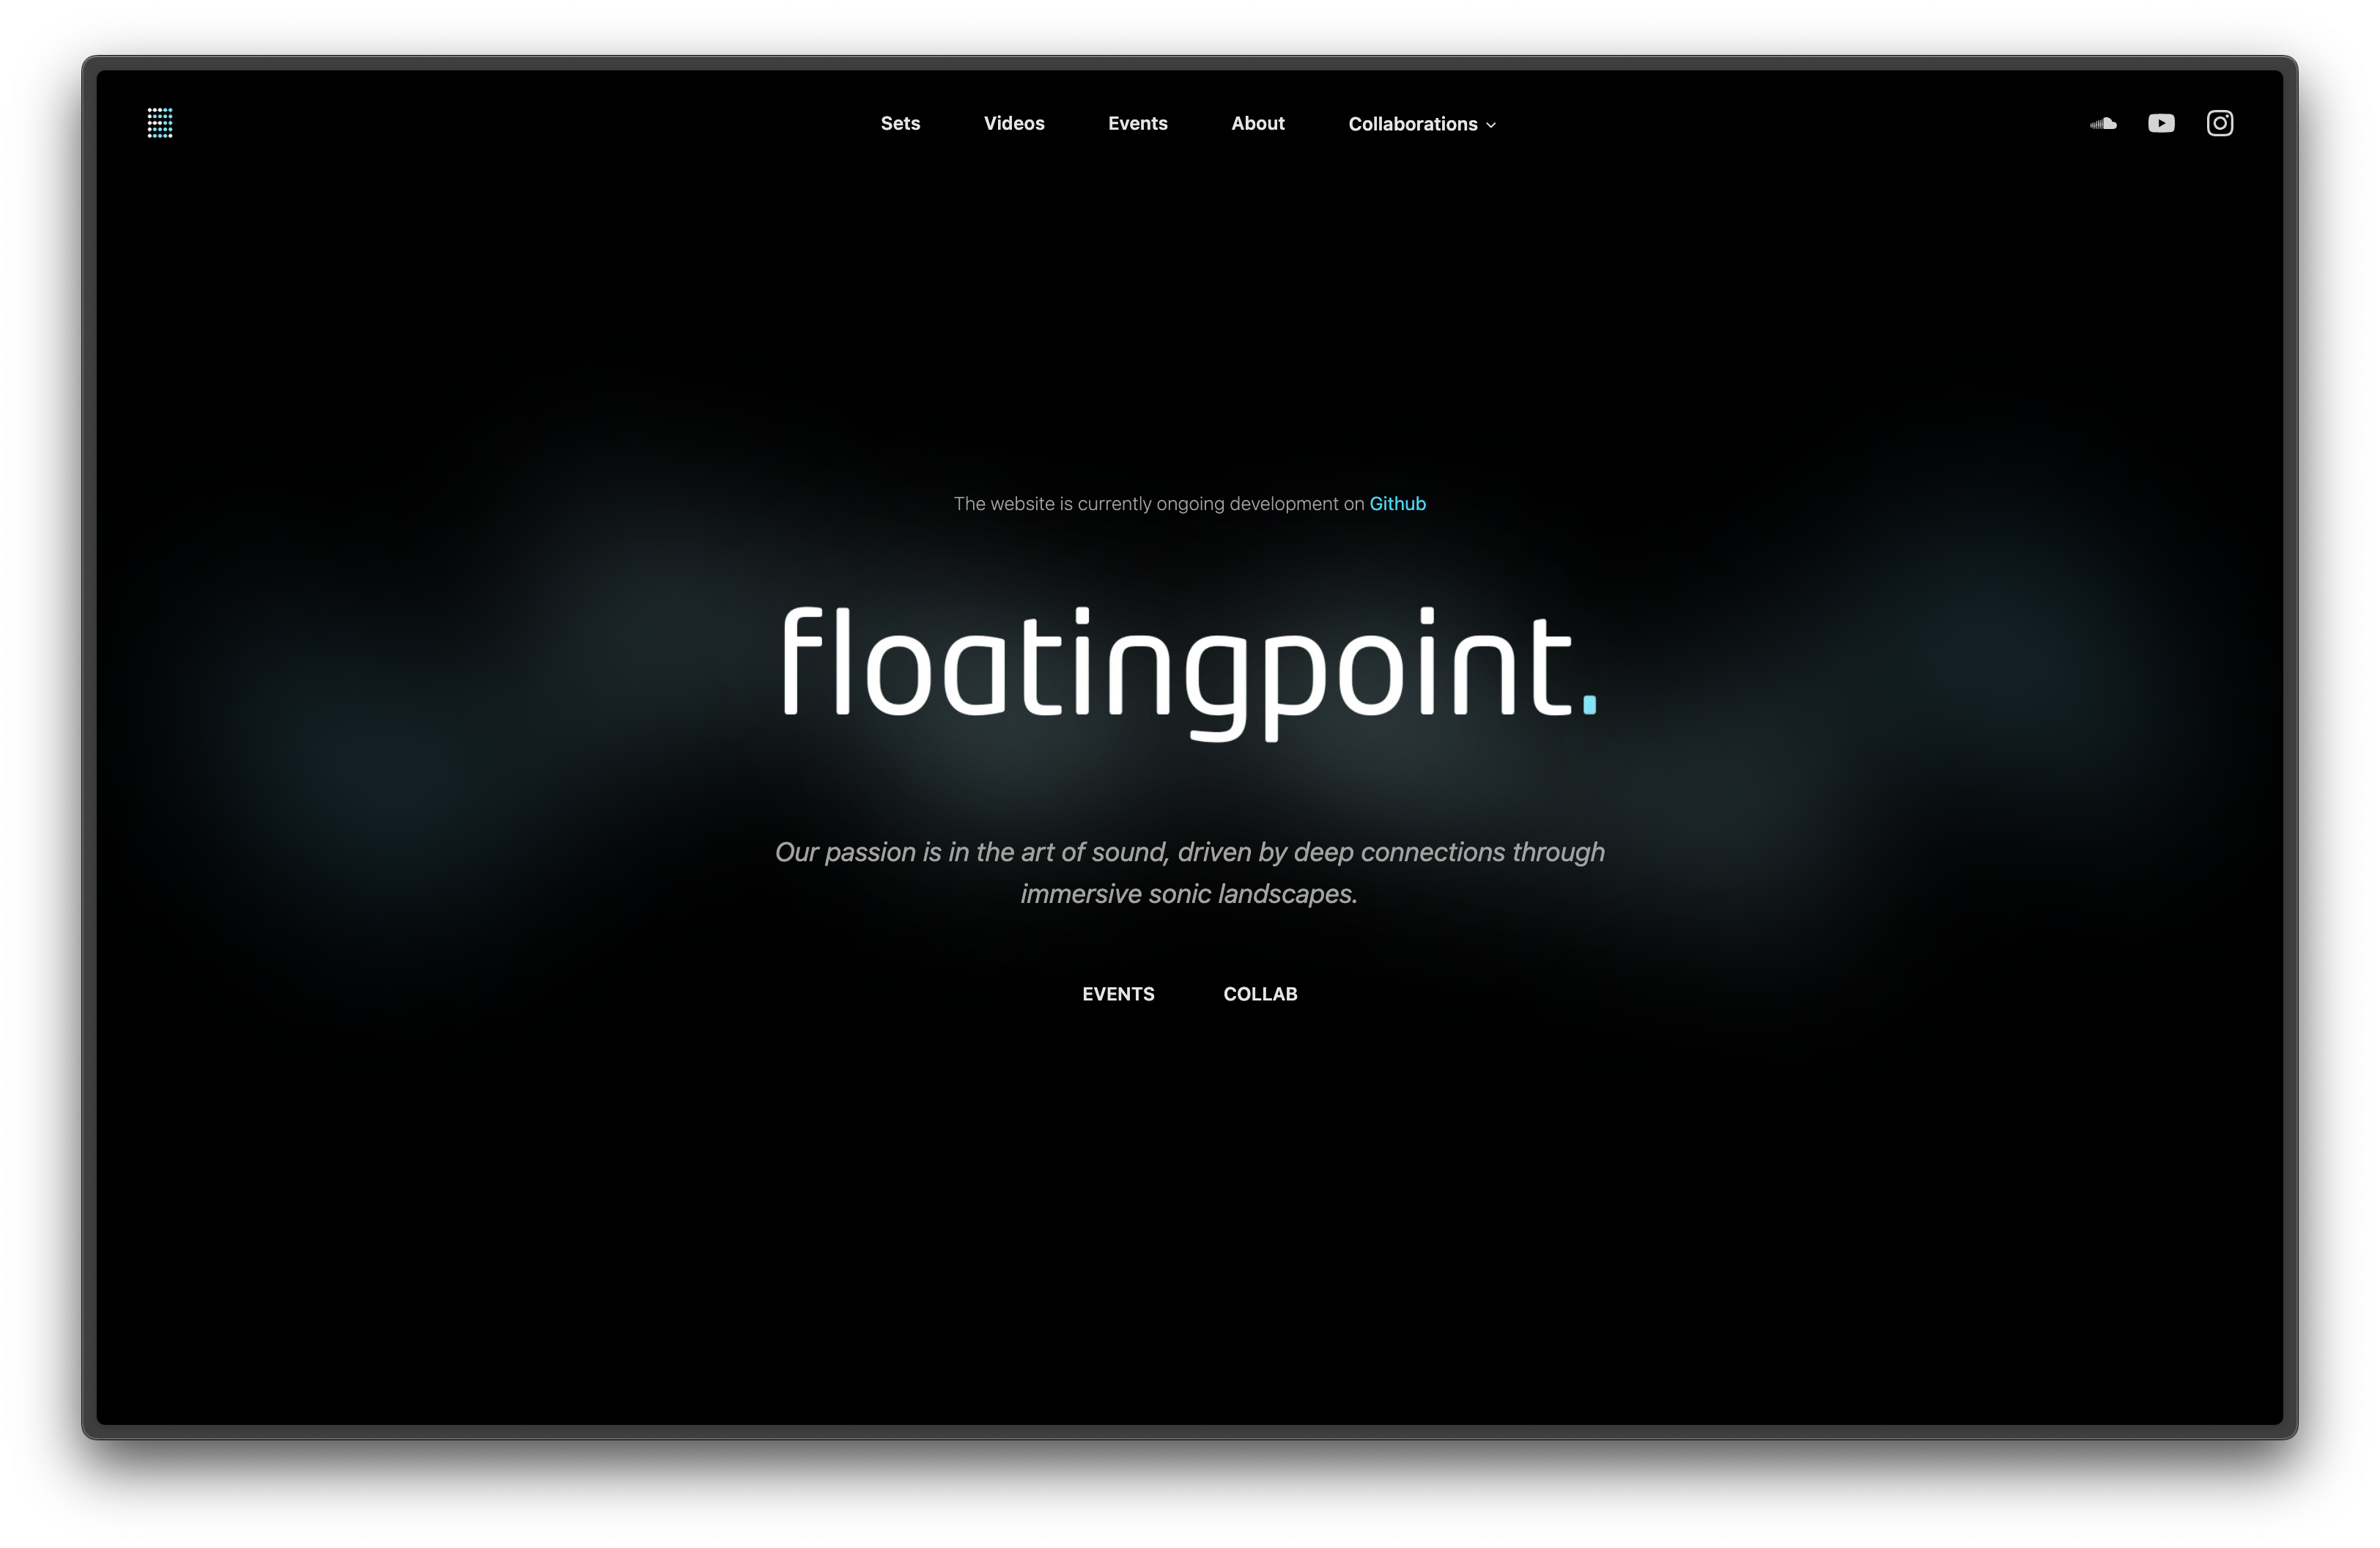 Sets Videos Events About Collaborations
The website is currently ongoing development on Github
floatingpoint.
Our passion is in the art of sound, driven by deep connections through
immersive sonic landscapes.
EVENTS COLLAB